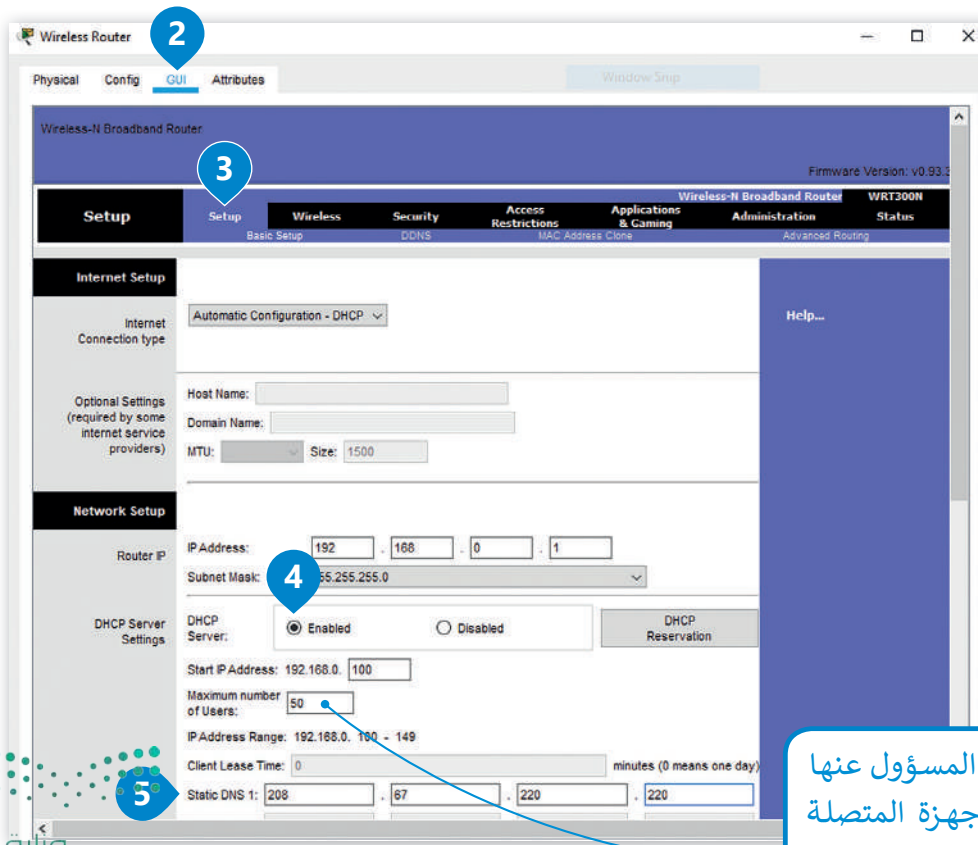 Wireless Router
2
Physical Config GUI Attributes
Window Snip
Wireless-N Broadband Router
3
Firmware Version: v0.93.3
Wireless-N Broadband Router WRT300N
Setup
Setup Wireless Security Access Restrictions Applications & Gaming Administration Status
Basic Setup DDNS MAC Address Clone Advanced Routing
Internet Setup
Internet Connection type
Automatic Configuration - DHCP
Help...
Optional Settings (required by some internet service providers)
Host Name:
Domain Name:
MTU: Size: 1500
Network Setup
Router IP
IP Address: 192 . 168 . 0 . 1
4
Subnet Mask: 55.255.255.0
DHCP Server Settings
DHCP Server: Enabled Disabled
DHCP Reservation
Start IP Address: 192.168.0. 100
Maximum number of Users: 50
IP Address Range: 192.168.0. 100 - 149
Client Lease Time: 0 minutes (0 means one day)
5
Static DNS 1: 208 . 67 . 220 . 220
المسؤول عنها
جهزة المتصلة